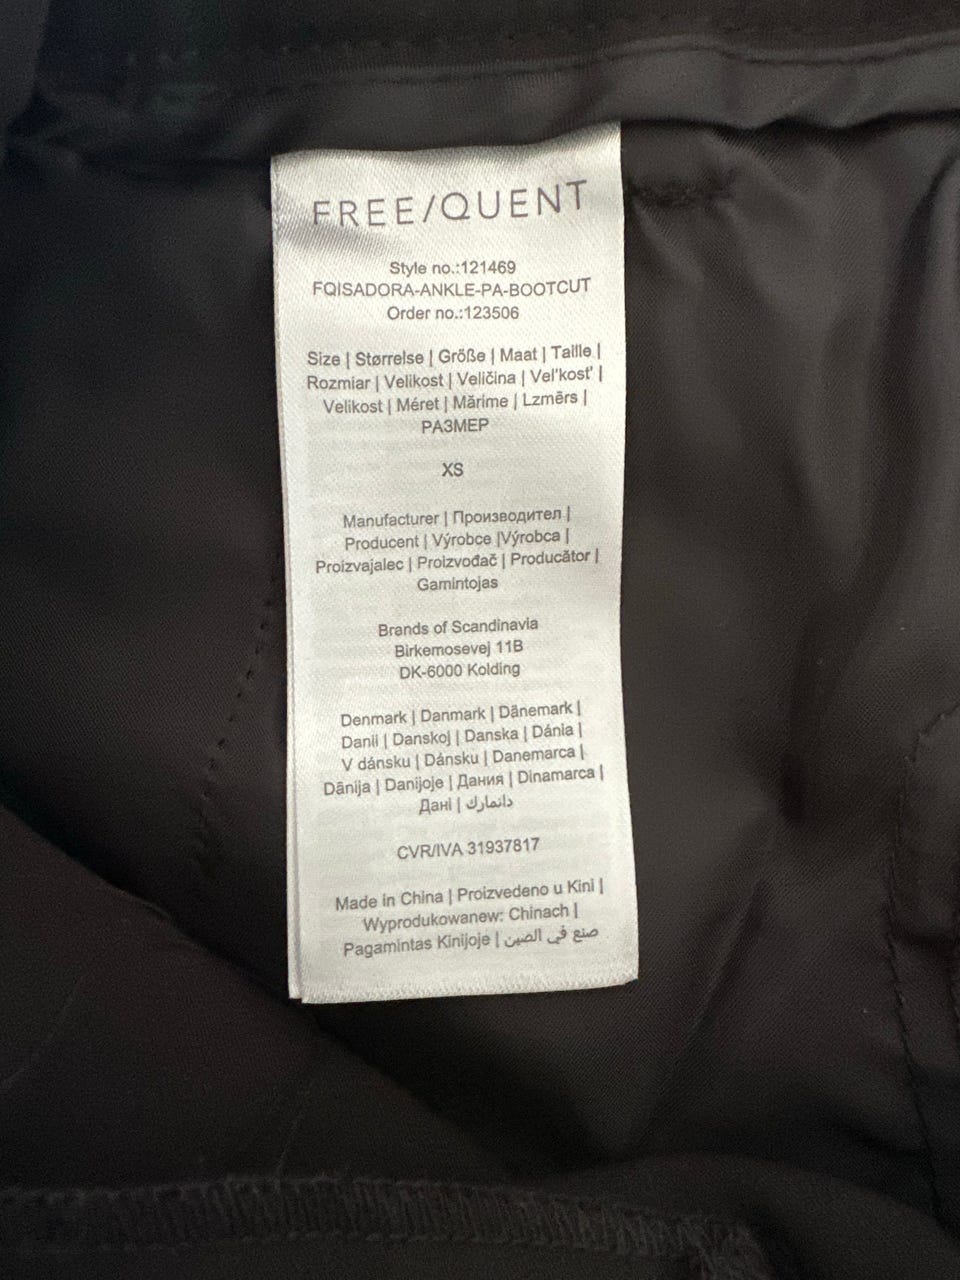 FREE/QUENT
Style no.:121469
FQISADORA-ANKLE-PA-BOOTCUT
Order no.:123506
Size | Størrelse | Größe | Maat | Taille |
Rozmiar | Velikost | Veličina | Vel'kost' |
Velikost | Méret | Mărime | Lzmērs |
РАЗМЕР
XS
Manufacturer | Производител |
Producent | Výrobce |Výrobca |
Proizvajalec | Proizvođač | Producător |
Gamintojas
Brands of Scandinavia
Birkemosevej 11B
DK-6000 Kolding
Denmark | Danmark | Dänemark |
Danii | Danskoj | Danska | Dánia |
V dánsku | Dánsku | Danemarca |
Dānija | Danijoje | Дания | Dinamarca |
Дані | دانمارك
CVR/IVA 31937817
Made in China | Proizvedeno u Kini |
Wyprodukowanew: Chinach |
Pagamintas Kinijoje | صنع في الصين